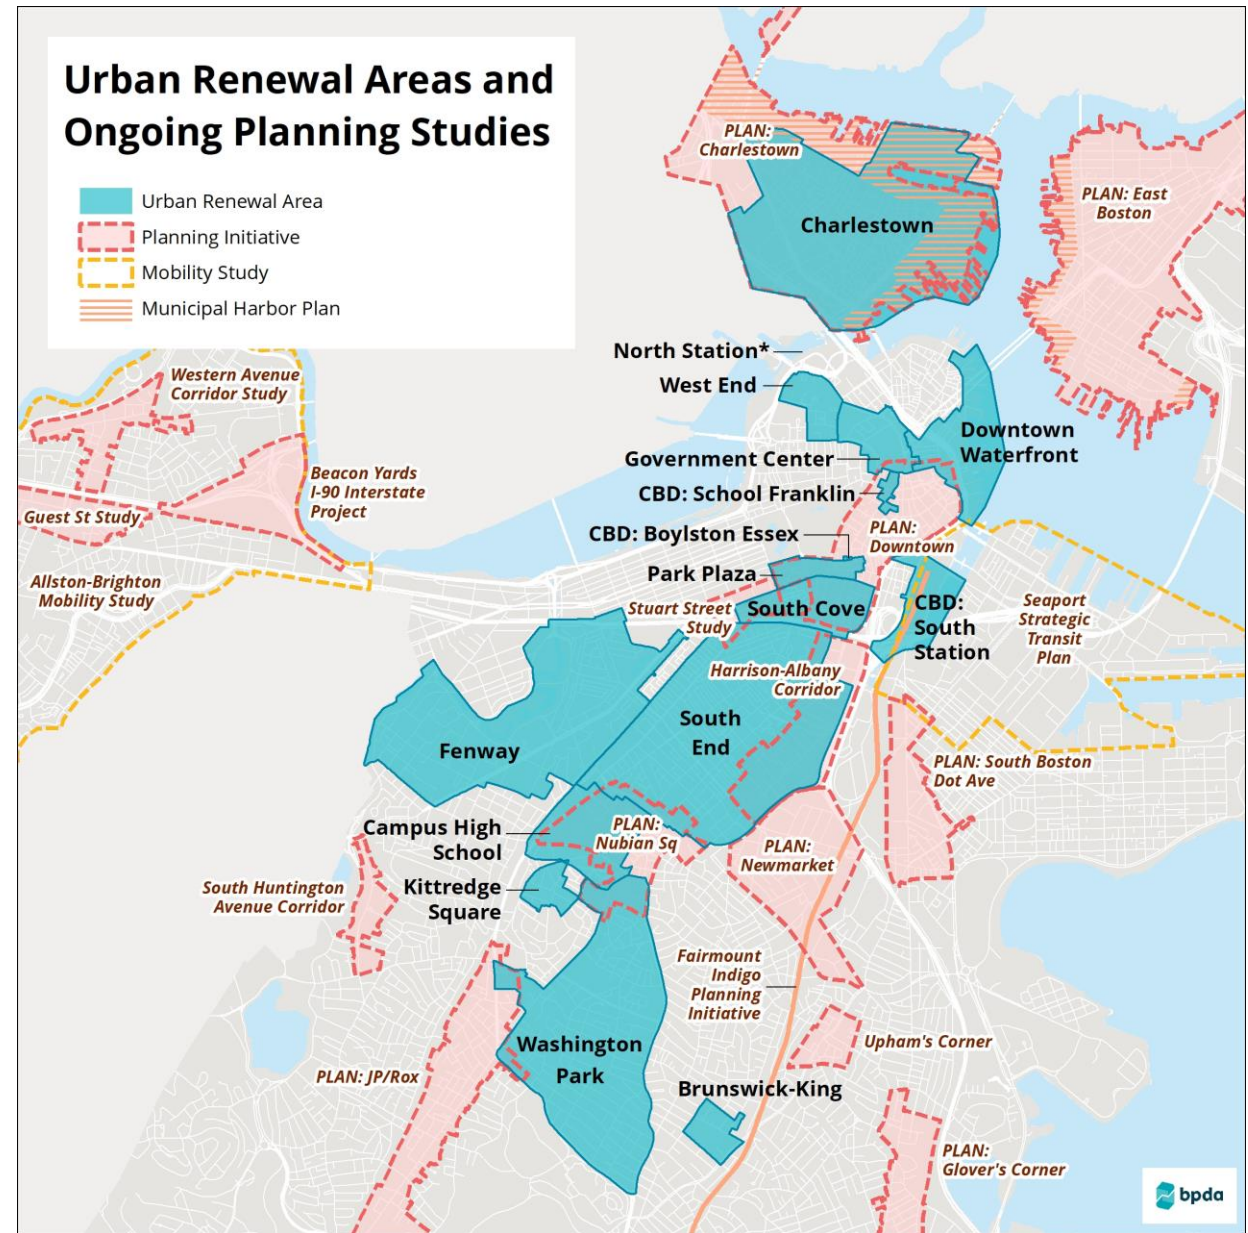 Urban Renewal Areas and
Ongoing Planning Studies
Urban Renewal Area
Planning Initiative
Mobility Study
Municipal Harbor Plan
PLAN:
Charlestown
PLAN: East
Boston
Charlestown
North Station*
West End
Western Avenue
Corridor Study
Downtown
Waterfront
Government Center
Beacon Yards
I-90 Interstate
Project
CBD: School Franklin
Guest St Study
CBD: Boylston Essex
PLAN:
Downtown
Park Plaza
Allston-Brighton
Mobility Study
Stuart Street
Study
South Cove
CBD:
South
Station
Seaport
Strategic
Transit
Plan
Harrison-Albany
Corridor
South
End
Fenway
PLAN: South Boston
Dot Ave
Campus High
School
PLAN:
Nubian Sq
PLAN:
Newmarket
South Huntington
Avenue Corridor
Kittredge
Square
Fairmount
Indigo
Planning
Initiative
Upham's Corner
Washington
Park
PLAN: JP/Rox
Brunswick-King
PLAN:
Glover's Corner
bpda